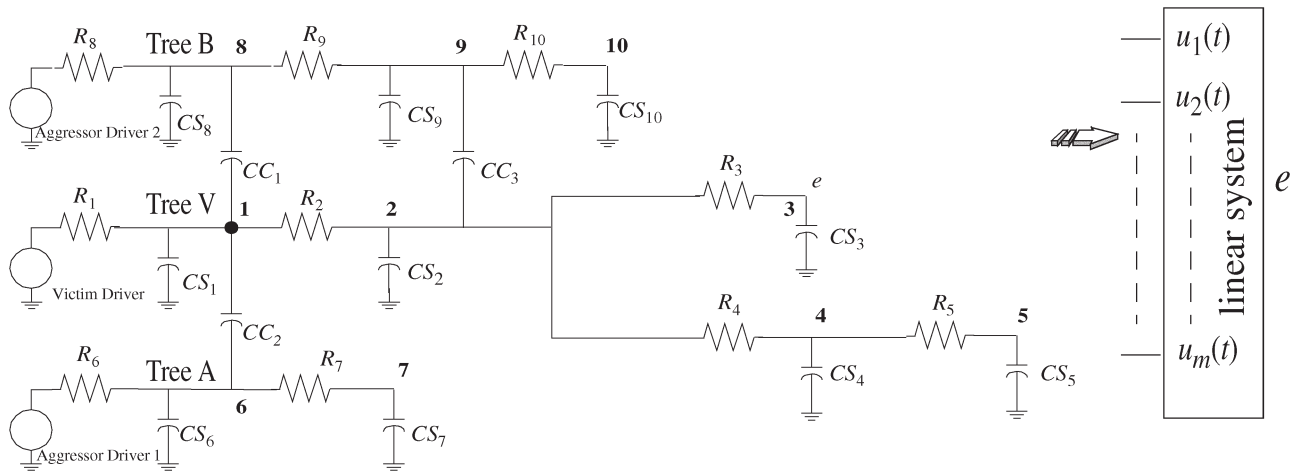 R8 Tree B 8 R9 9 R10 10
CS8 CS9 CS10
Aggressor Driver 2
CC1 CC3
R1 Tree V 1 R2 2
CS1 CS2
Victim Driver
R3 e
3
CS3
CC2
R4 4 R5 5
CS4 CS5
R6 Tree A R7 7
6
CS6 CS7
Aggressor Driver 1
u1(t)
u2(t)
um(t)
linear system
e